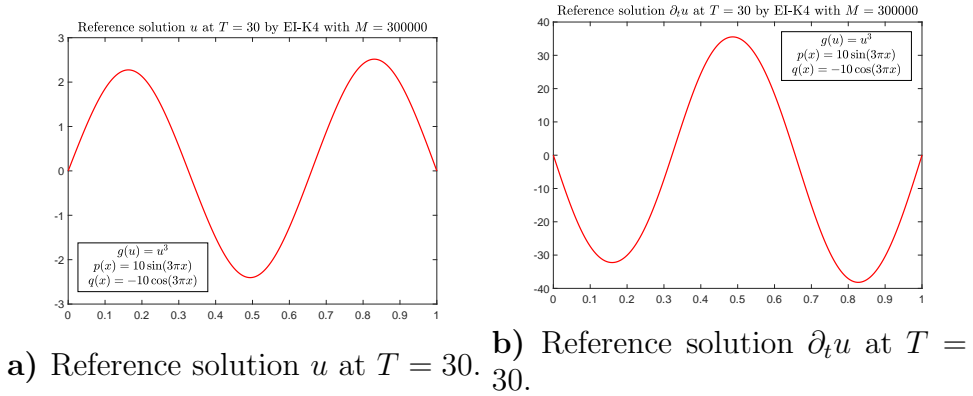 Reference solution u at T = 30 by EI-K4 with M = 300000
3
2
1
0
-1
-2
-3
g(u) = u³
p(x) = 10 sin(3πx)
q(x) = −10 cos(3πx)
0 0.1 0.2 0.3 0.4 0.5 0.6 0.7 0.8 0.9 1
a) Reference solution u at T = 30.
Reference solution ∂ₜu at T = 30 by EI-K4 with M = 300000
40
30
20
10
0
-10
-20
-30
-40
g(u) = u³
p(x) = 10 sin(3πx)
q(x) = −10 cos(3πx)
0 0.1 0.2 0.3 0.4 0.5 0.6 0.7 0.8 0.9 1
b) Reference solution ∂ₜu at T =
30.